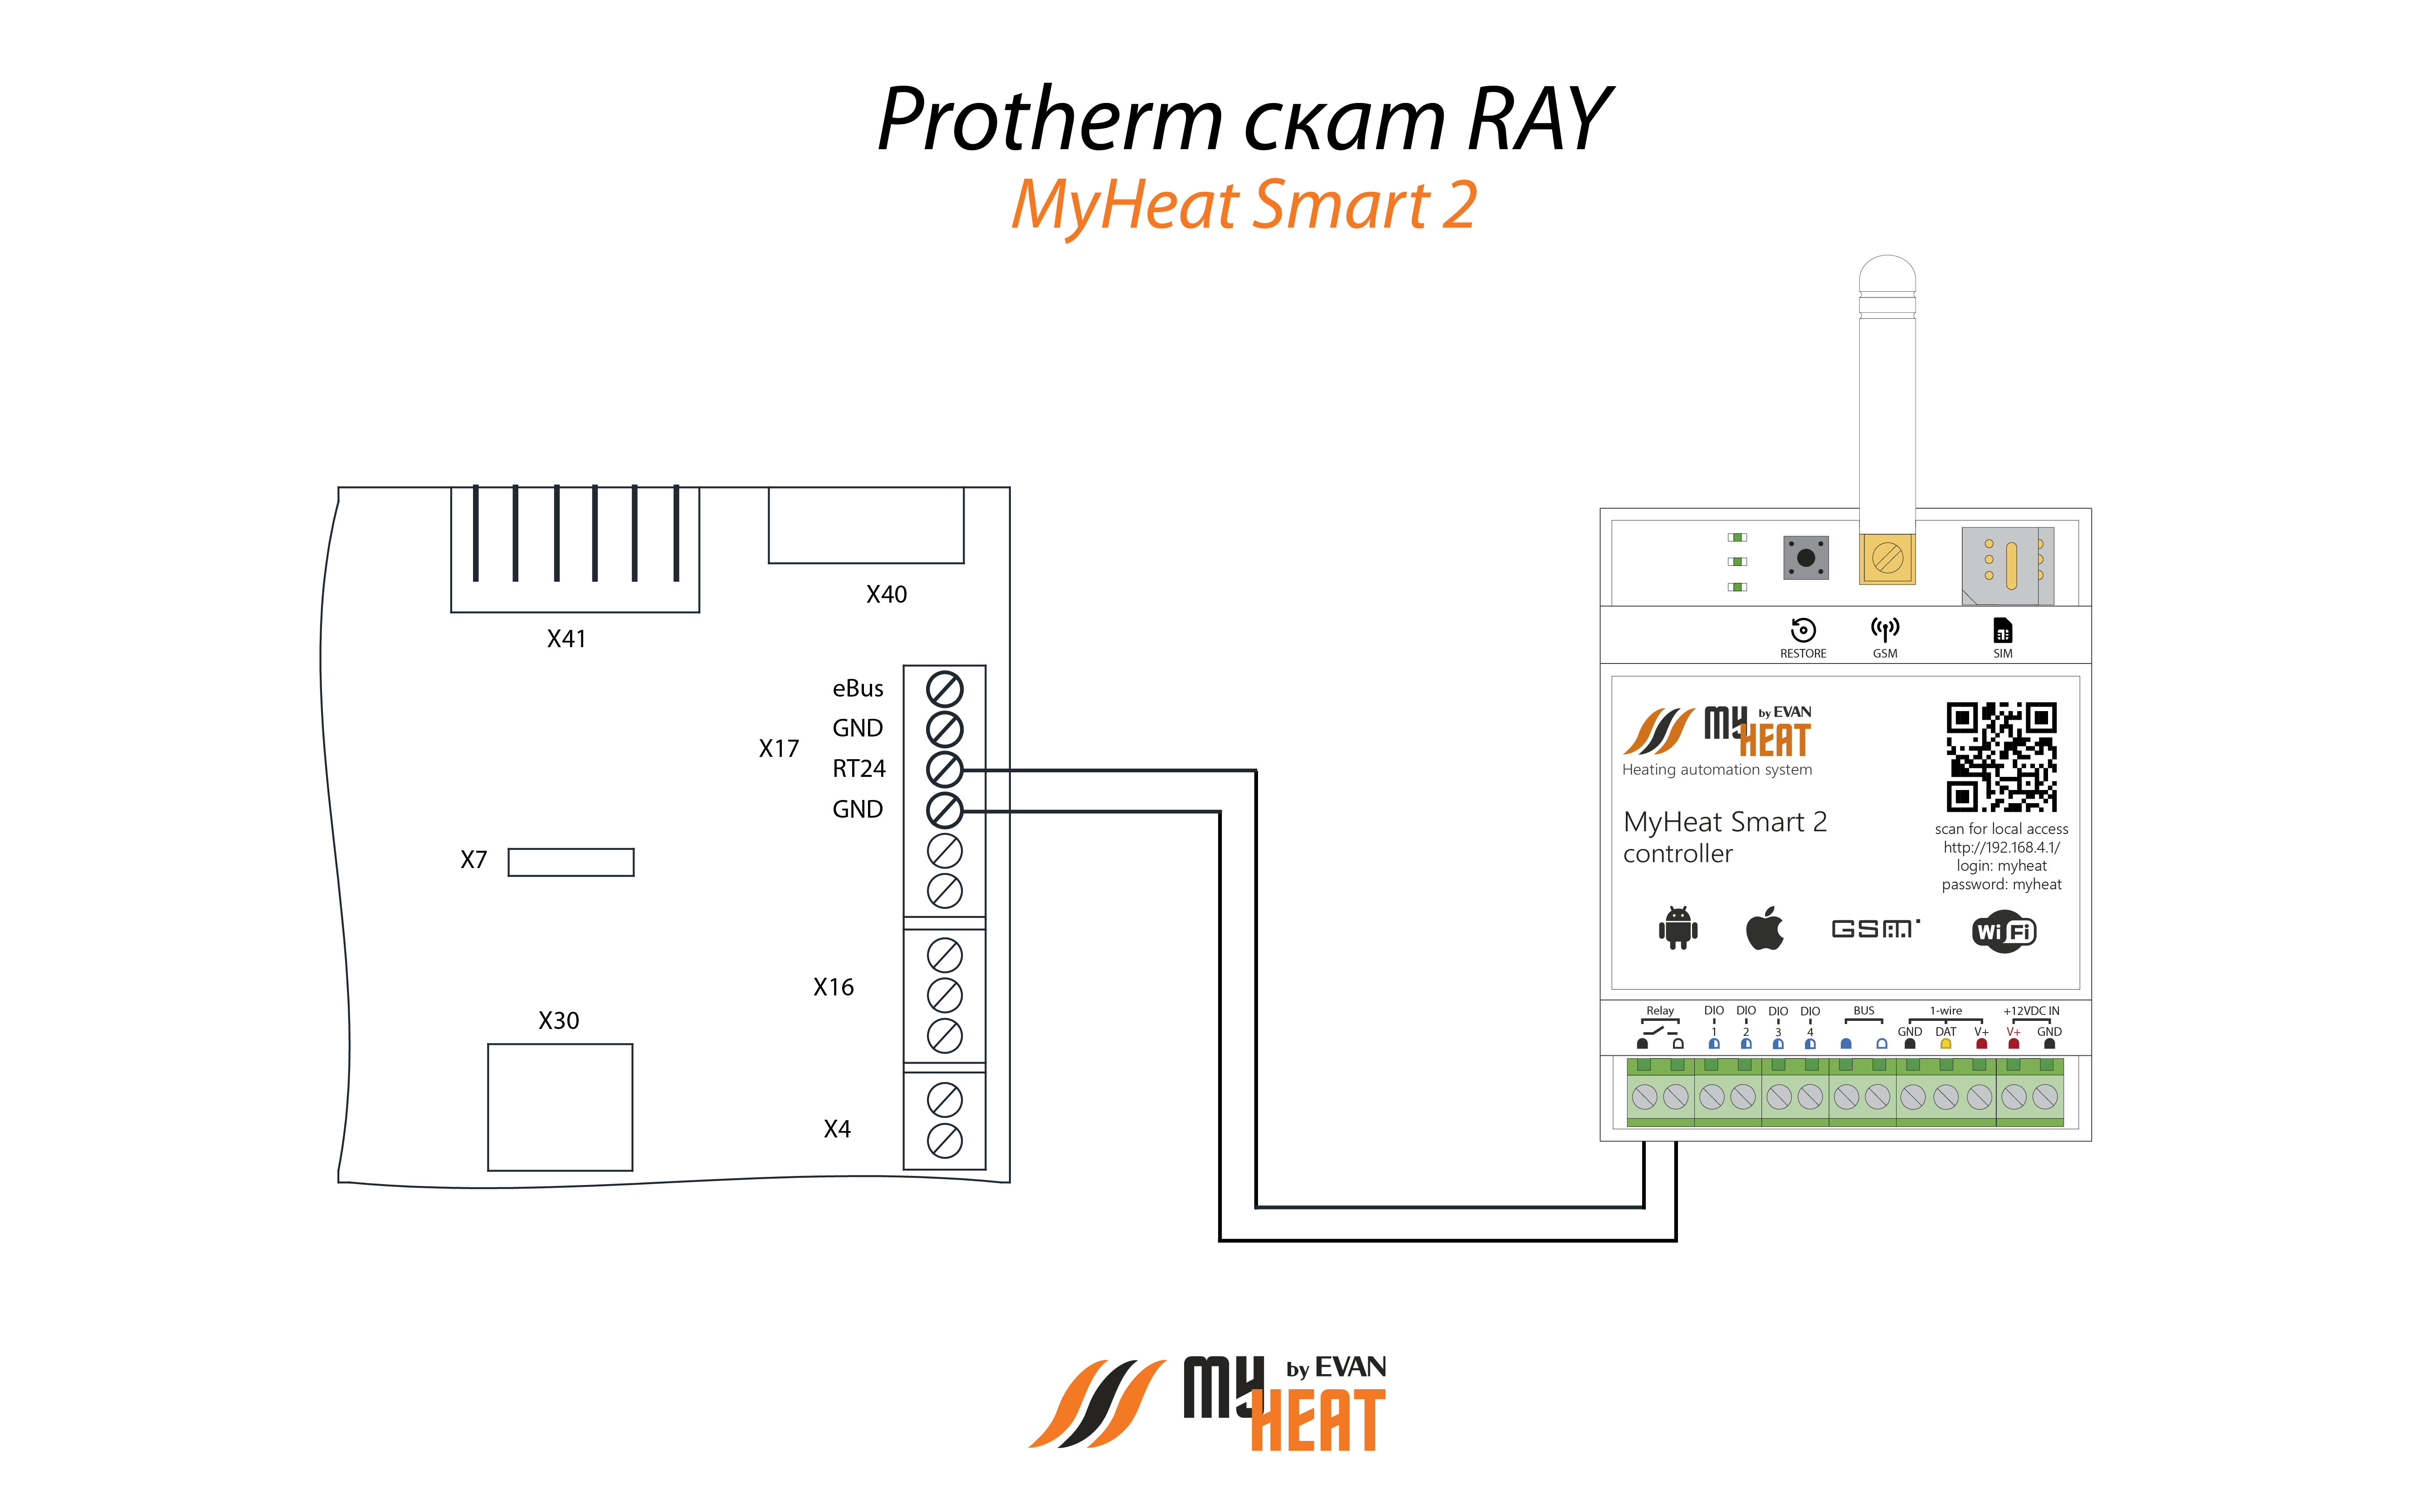 Protherm скат RAY
MyHeat Smart 2
X41
X40
eBus
GND
X17
RT24
GND
X7
X16
X30
X4
RESTORE
GSM
SIM
MY by EVAN
HEAT
Heating automation system
MyHeat Smart 2
controller
scan for local access
http://192.168.4.1/
login: myheat
password: myheat
GSM
WiFi
Relay DIO DIO DIO DIO BUS 1-wire +12VDC IN
1 2 3 4 GND DAT V+ V+ GND
MY by EVAN
HEAT